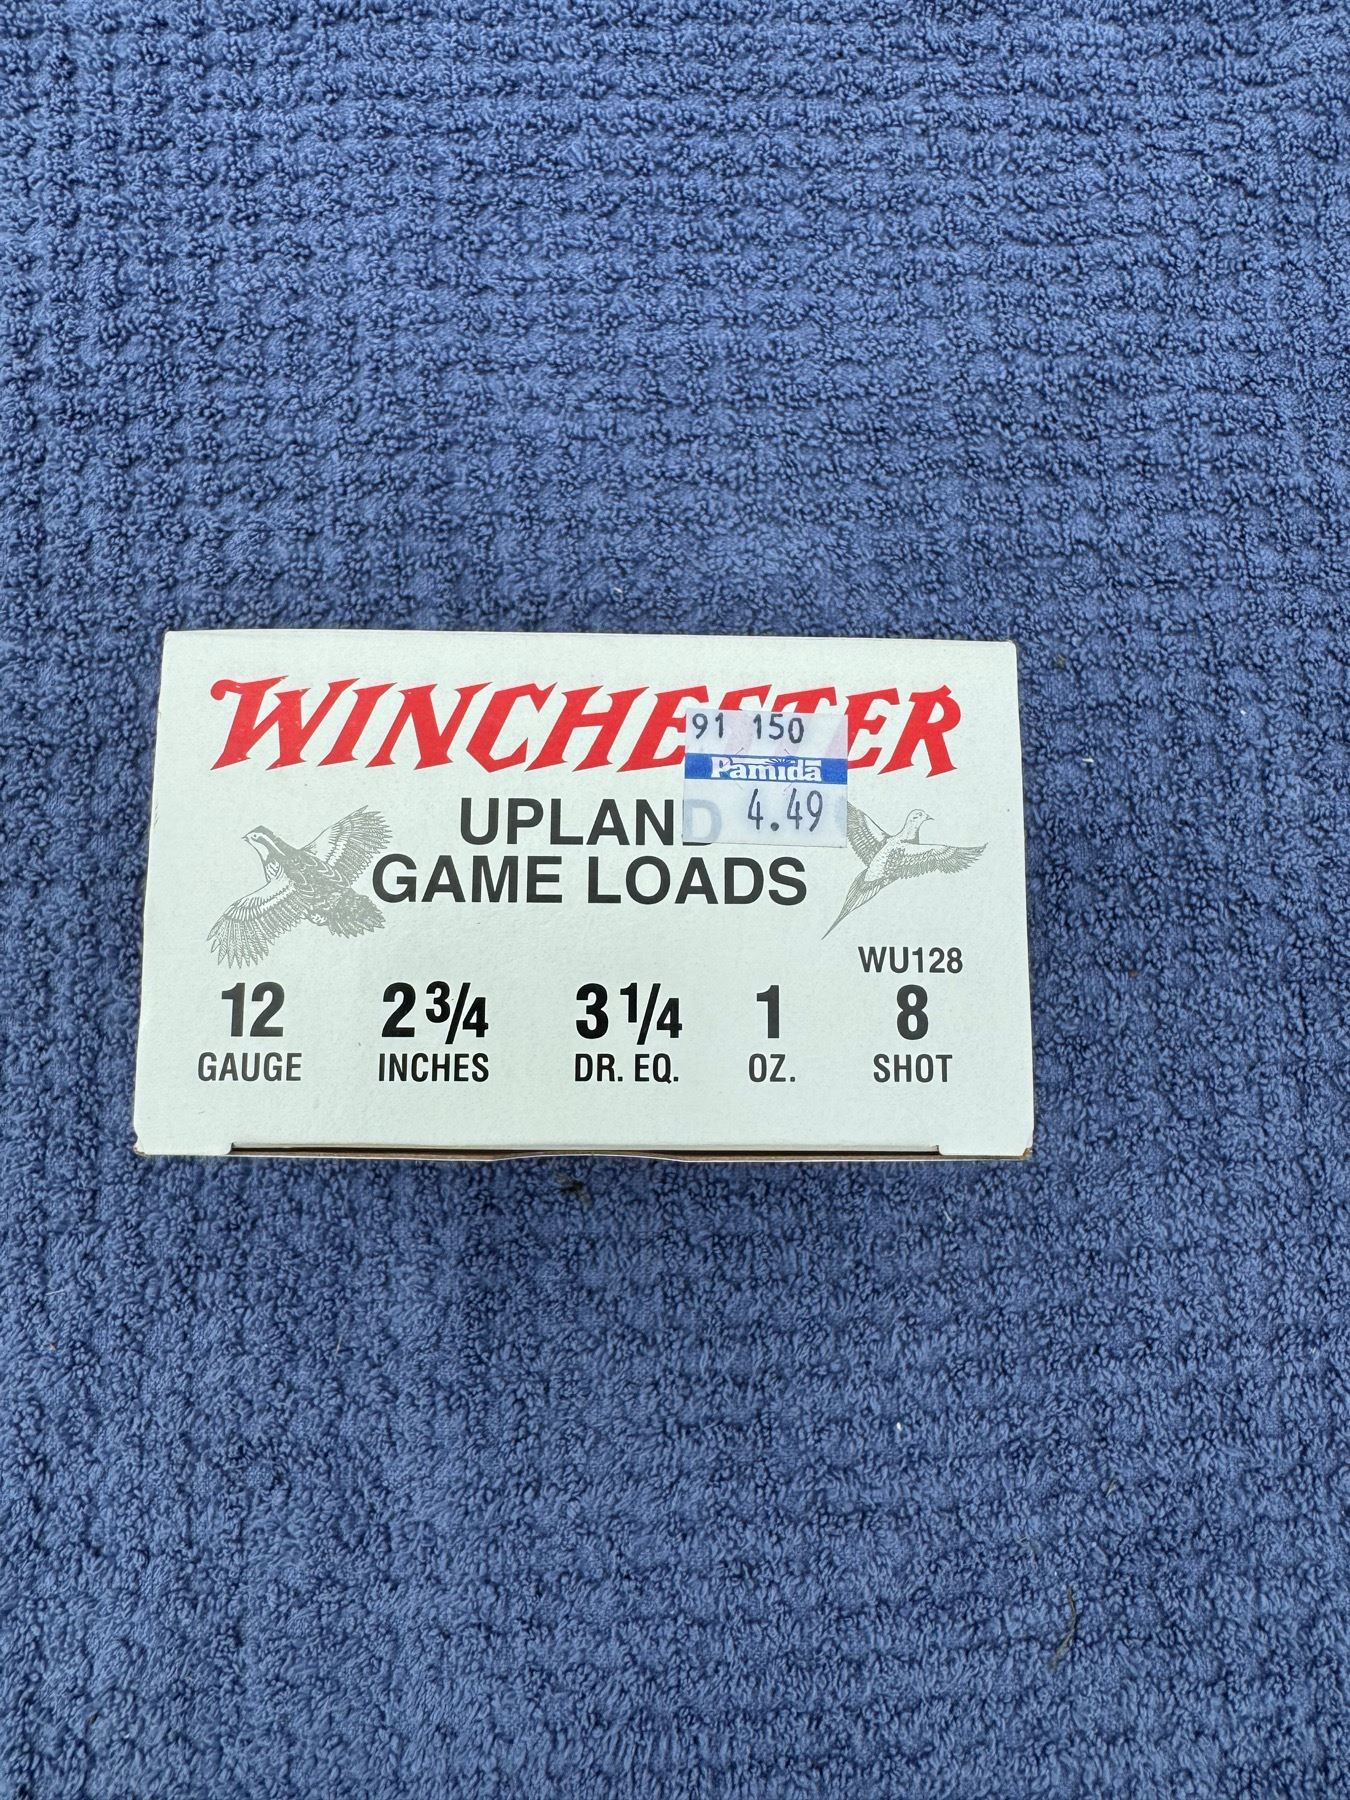 WINCHESTER
91 150
Pamida
4.49
UPLAND
GAME LOADS
WU128
12 2 3/4 3 1/4 1 8
GAUGE INCHES DR. EQ. OZ. SHOT